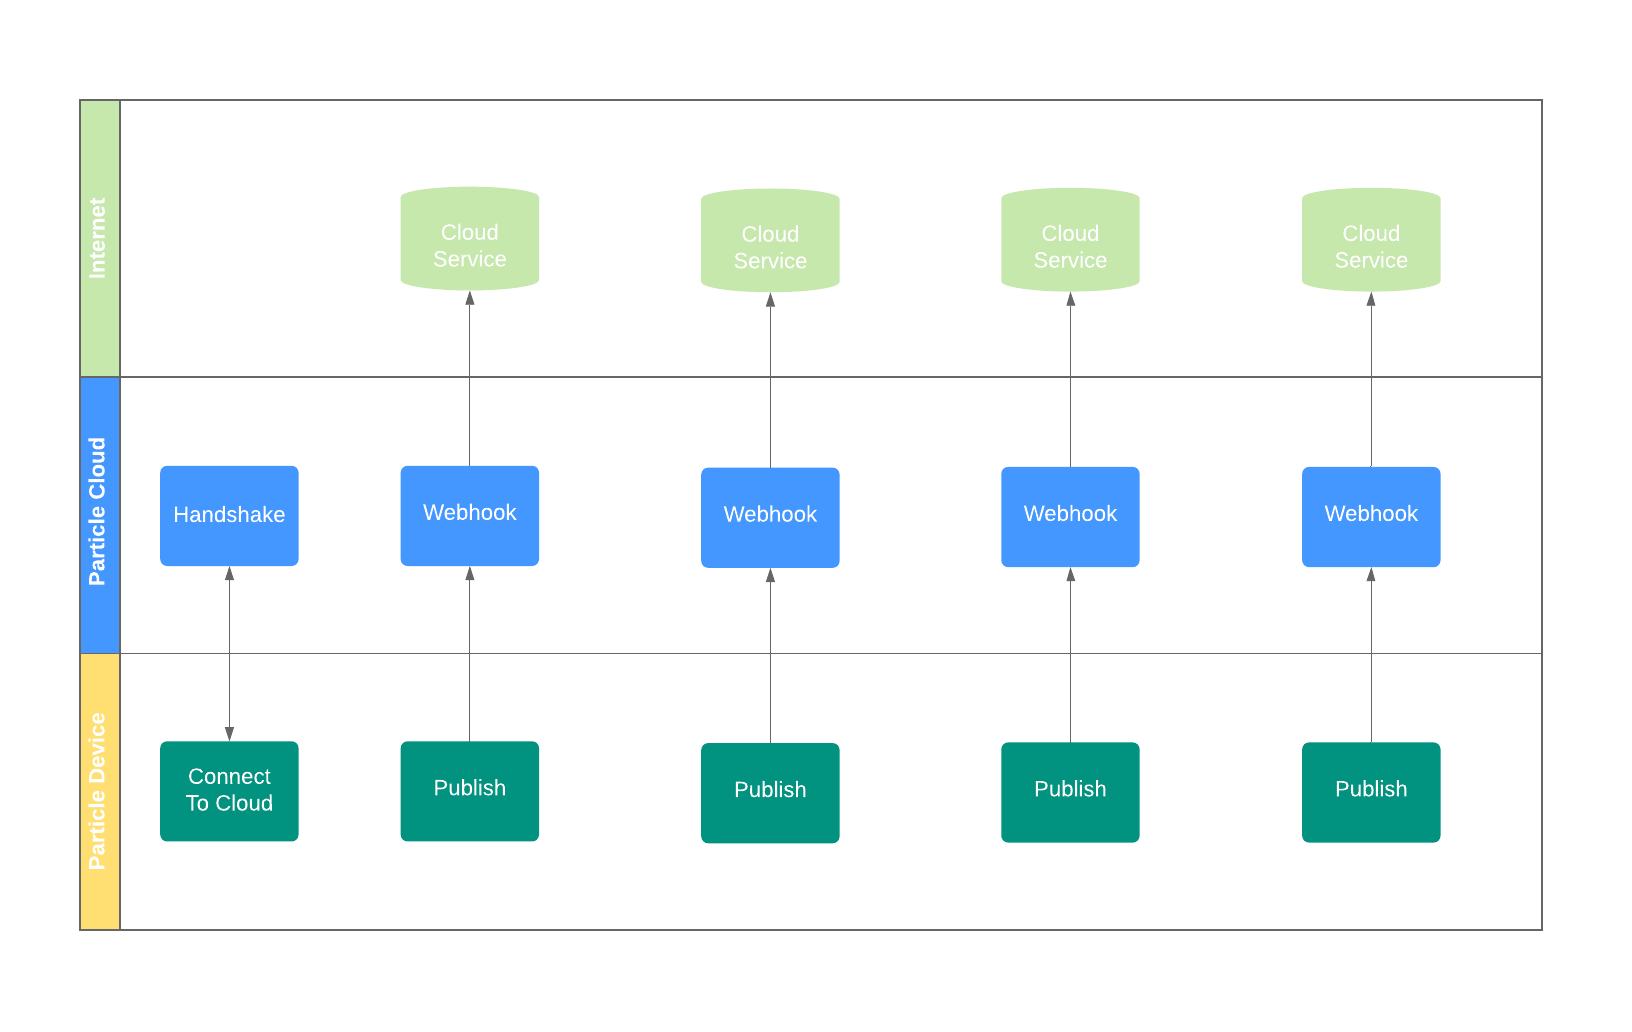 Internet
Cloud
Service
Cloud
Service
Cloud
Service
Cloud
Service
Particle Cloud
Handshake
Webhook
Webhook
Webhook
Webhook
Particle Device
Connect
To Cloud
Publish
Publish
Publish
Publish